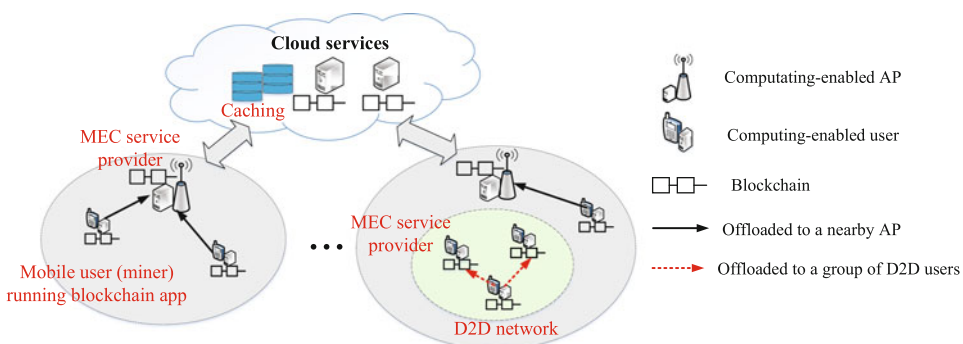 Cloud services
Caching
MEC service
provider
Mobile user (miner)
running blockchain app
MEC service
provider
D2D network
Computating-enabled AP
Computing-enabled user
Blockchain
Offloaded to a nearby AP
Offloaded to a group of D2D users